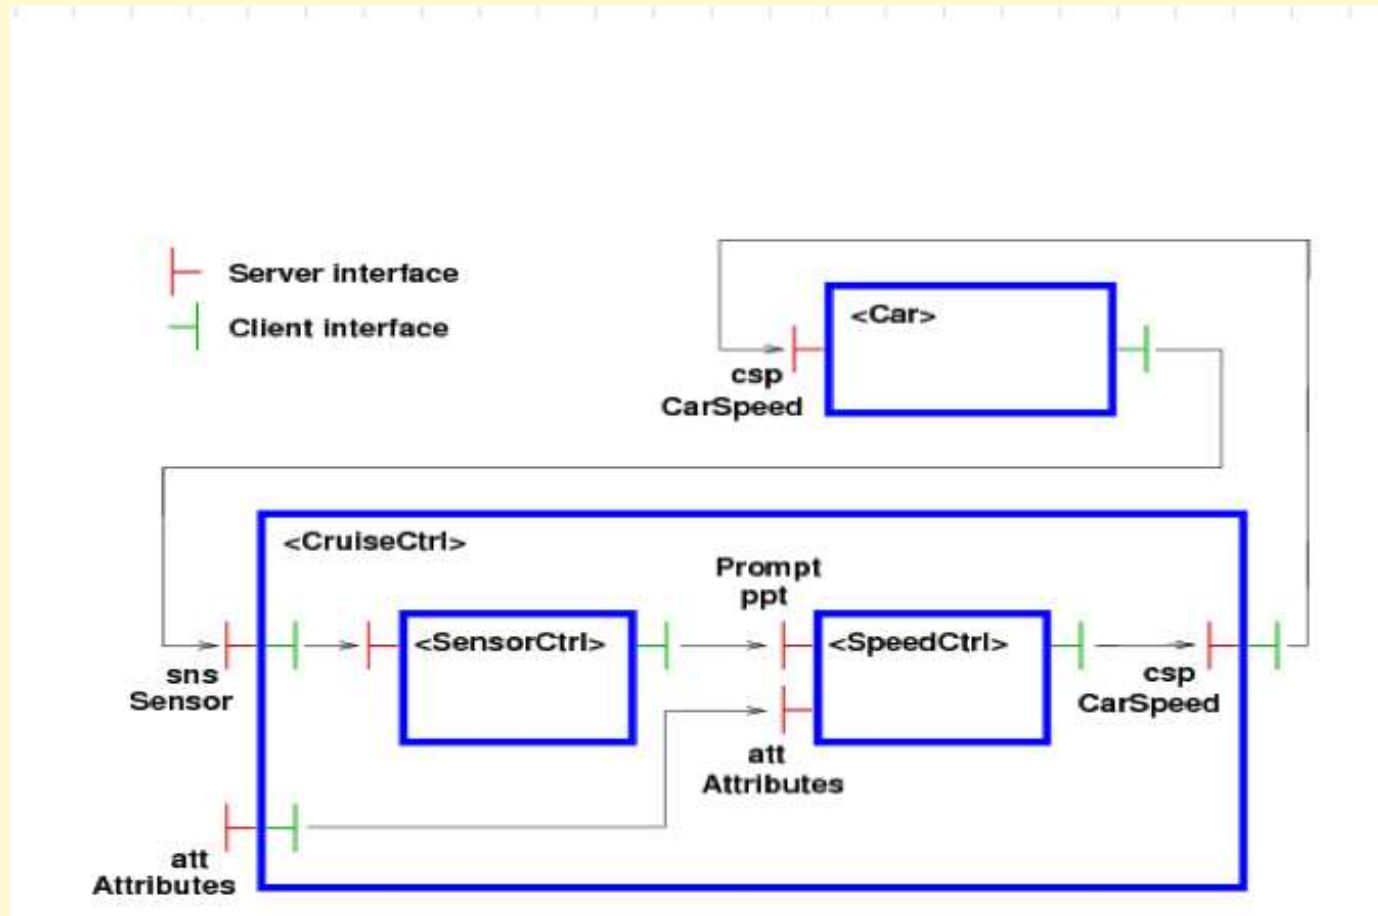 Server interface
Client interface
<Car>
csp
CarSpeed
<CruiseCtrl>
Prompt
ppt
<SensorCtrl>
<SpeedCtrl>
sns
Sensor
csp
CarSpeed
att
Attributes
att
Attributes